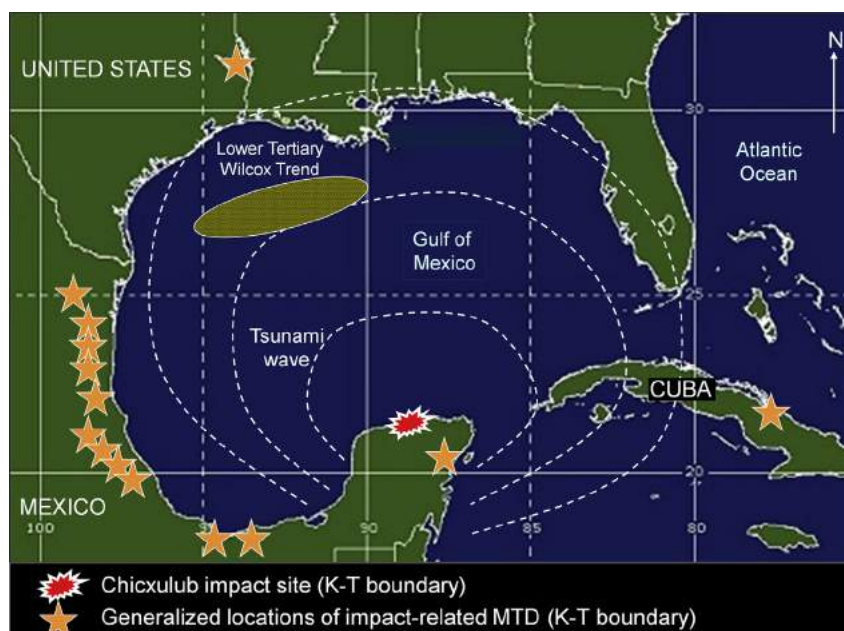 UNITED STATES
N
30
Lower Tertiary
Wilcox Trend
Atlantic
Ocean
Gulf of
Mexico
25
Tsunami
wave
CUBA
20
MEXICO
100
90
85
80
Chicxulub impact site (K-T boundary)
Generalized locations of impact-related MTD (K-T boundary)